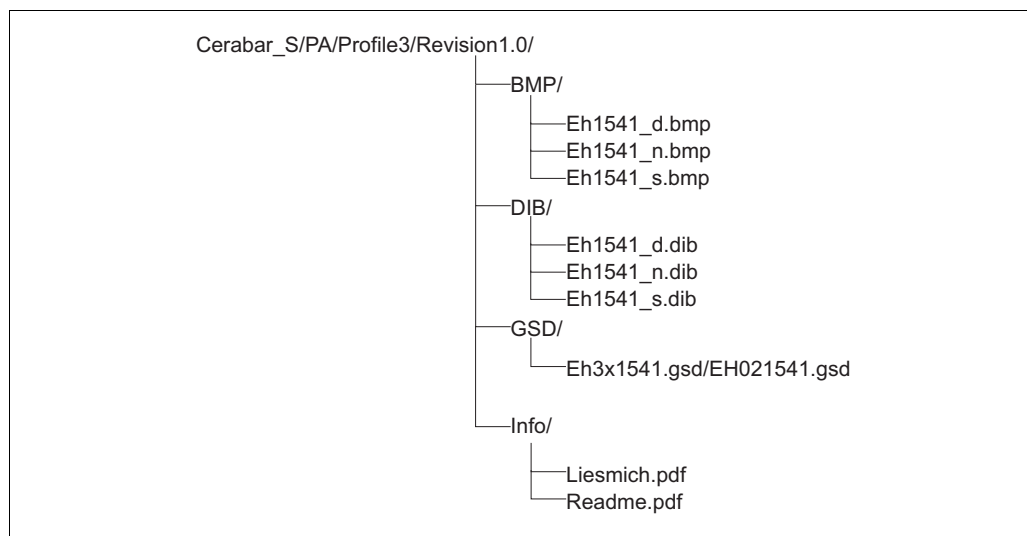 Cerabar_S/PA/Profile3/Revision1.0/
BMP/
Eh1541_d.bmp
Eh1541_n.bmp
Eh1541_s.bmp
DIB/
Eh1541_d.dib
Eh1541_n.dib
Eh1541_s.dib
GSD/
Eh3x1541.gsd/EH021541.gsd
Info/
Liesmich.pdf
Readme.pdf